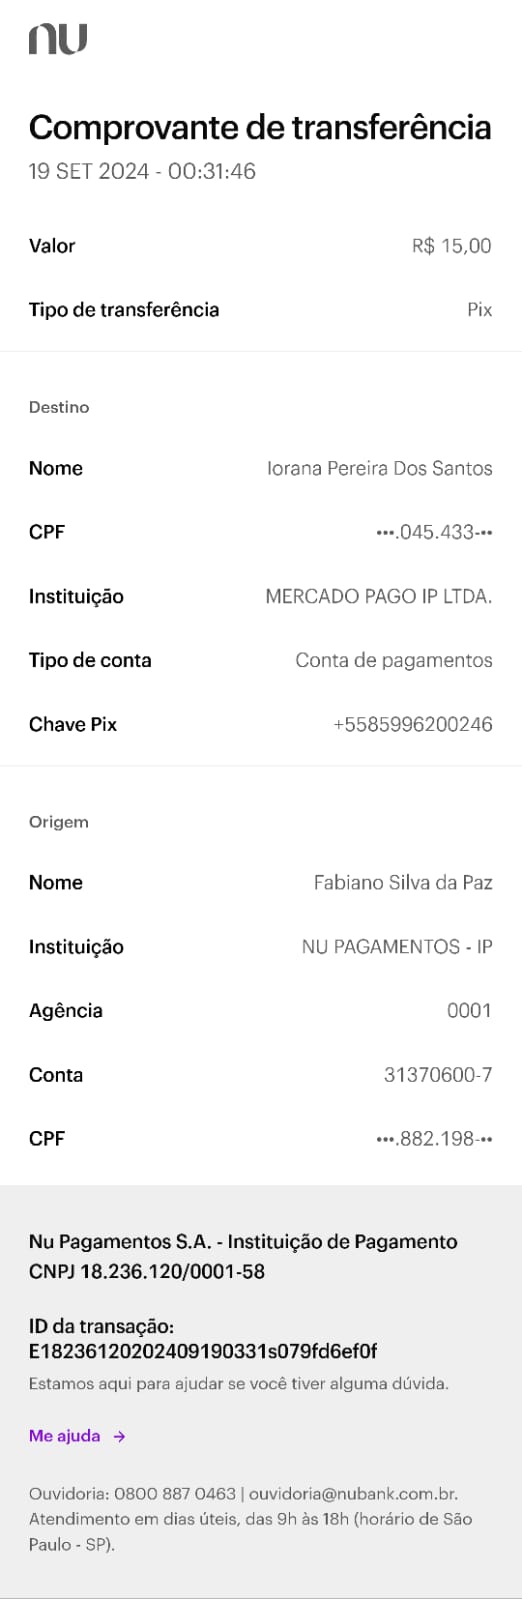 nu
Comprovante de transferência
19 SET 2024 - 00:31:46
Valor R$ 15,00
Tipo de transferência Pix
Destino
Nome Iorana Pereira Dos Santos
CPF •••.045.433-••
Instituição MERCADO PAGO IP LTDA.
Tipo de conta Conta de pagamentos
Chave Pix +5585996200246
Origem
Nome Fabiano Silva da Paz
Instituição NU PAGAMENTOS - IP
Agência 0001
Conta 31370600-7
CPF •••.882.198-••
Nu Pagamentos S.A. - Instituição de Pagamento
CNPJ 18.236.120/0001-58
ID da transação:
E18236120202409190331s079fd6ef0f
Estamos aqui para ajudar se você tiver alguma dúvida.
Me ajuda →
Ouvidoria: 0800 887 0463 | ouvidoria@nubank.com.br.
Atendimento em dias úteis, das 9h às 18h (horário de São
Paulo - SP).